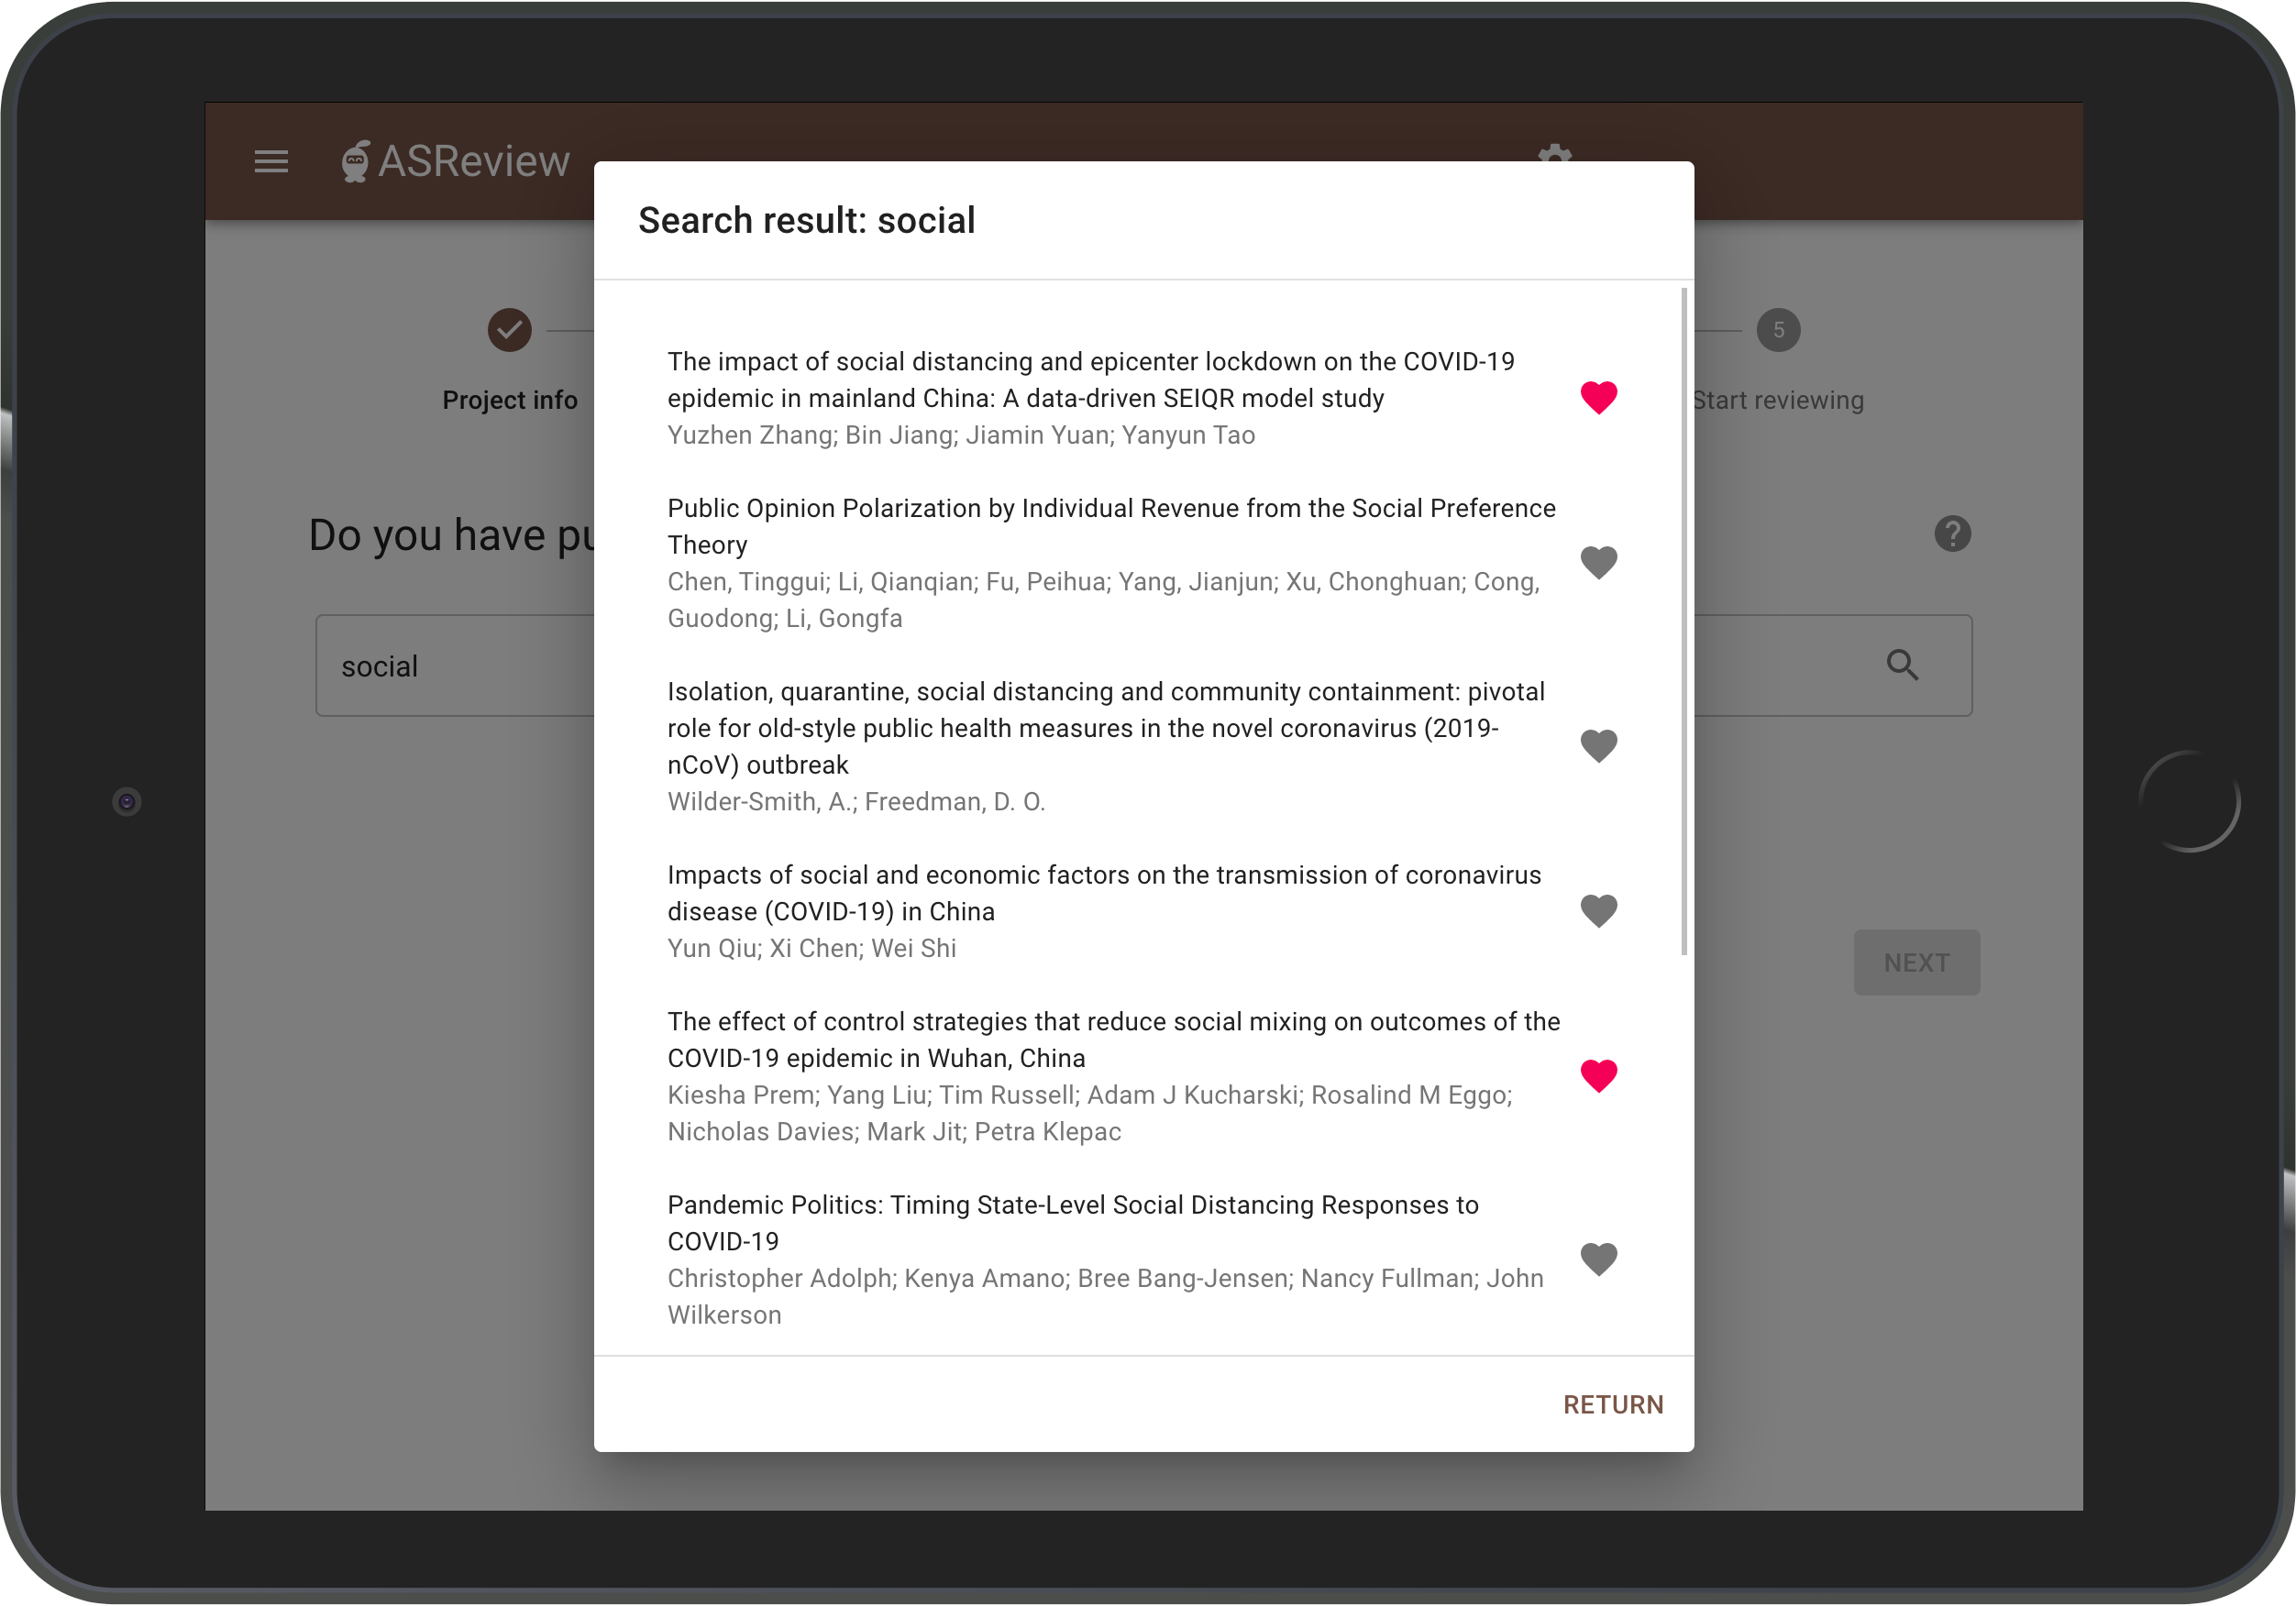 ASReview
Search result: social
5
Project info
Start reviewing
The impact of social distancing and epicenter lockdown on the COVID-19
epidemic in mainland China: A data-driven SEIQR model study
Yuzhen Zhang; Bin Jiang; Jiamin Yuan; Yanyun Tao
Do you have pu
?
Public Opinion Polarization by Individual Revenue from the Social Preference
Theory
Chen, Tinggui; Li, Qianqian; Fu, Peihua; Yang, Jianjun; Xu, Chonghuan; Cong,
Guodong; Li, Gongfa
social
Isolation, quarantine, social distancing and community containment: pivotal
role for old-style public health measures in the novel coronavirus (2019-
nCoV) outbreak
Wilder-Smith, A.; Freedman, D. O.
Impacts of social and economic factors on the transmission of coronavirus
disease (COVID-19) in China
Yun Qiu; Xi Chen; Wei Shi
NEXT
The effect of control strategies that reduce social mixing on outcomes of the
COVID-19 epidemic in Wuhan, China
Kiesha Prem; Yang Liu; Tim Russell; Adam J Kucharski; Rosalind M Eggo;
Nicholas Davies; Mark Jit; Petra Klepac
Pandemic Politics: Timing State-Level Social Distancing Responses to
COVID-19
Christopher Adolph; Kenya Amano; Bree Bang-Jensen; Nancy Fullman; John
Wilkerson
RETURN